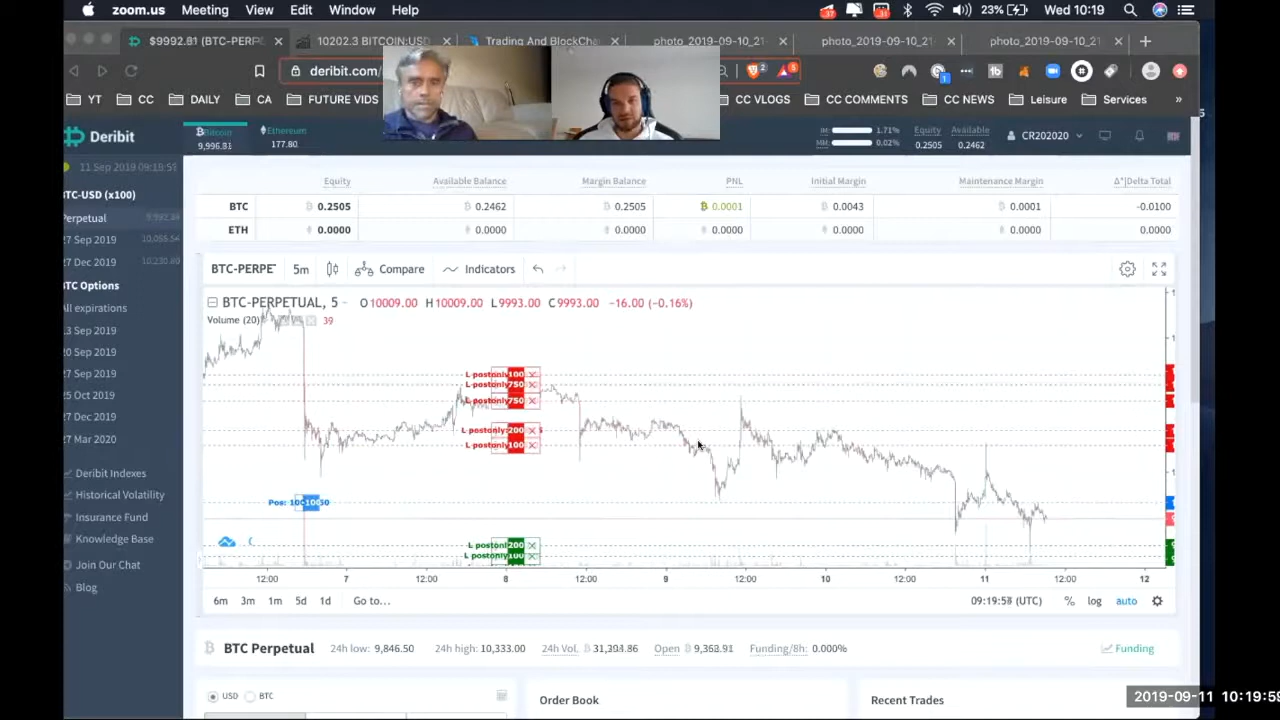 zoom.us Meeting View Edit Window Help
23% Wed 10:19
$9992.81 (BTC-PERP
10202.3 BITCOIN:USD
Trading And BlockCha
photo_2019-09-10_21-
photo_2019-09-10_21-
photo_2019-09-10_21-
deribit.com/
YT CC DAILY CA FUTURE VIDS
CC VLOGS CC COMMENTS CC NEWS Leisure Services »
Deribit
Bitcoin
9,996.81
Ethereum
177.80
IM: 1.71%
MM: 0.02%
Equity
0.2505
Available
0.2462
CR202020
11 Sep 2019 09:19:59
Equity Available Balance Margin Balance PNL Initial Margin Maintenance Margin Δ*|Delta Total
BTC 0.2505 0.2462 0.2505 0.0001 0.0043 0.0001 -0.0100
ETH 0.0000 0.0000 0.0000 0.0000 0.0000 0.0000 0.0000
BTC-USD (x100)
Perpetual
27 Sep 2019
27 Dec 2019 10,230.80
BTC Options
All expirations
13 Sep 2019
20 Sep 2019
27 Sep 2019
25 Oct 2019
27 Dec 2019
27 Mar 2020
Deribit Indexes
Historical Volatility
Insurance Fund
Knowledge Base
Join Our Chat
Blog
BTC-PERPE 5m Compare Indicators
BTC-PERPETUAL, 5 O10009.00 H10009.00 L9993.00 C9993.00 -16.00 (-0.16%)
Volume (20) 39
L postonly 100
L postonly 750
L postonly 750
L postonly 200
L postonly 100
L postonly 200
L postonly 100
12:00 7 12:00 8 12:00 9 12:00 10 12:00 11 12:00 12
6m 3m 1m 5d 1d Go to...
(UTC) % log auto
BTC Perpetual 24h low: 9,846.50 24h high: 10,333.00 24h Vol. Open Funding/8h: 0.000% Funding
USD BTC
Order Book
Recent Trades
2019-09-11 10:19:59